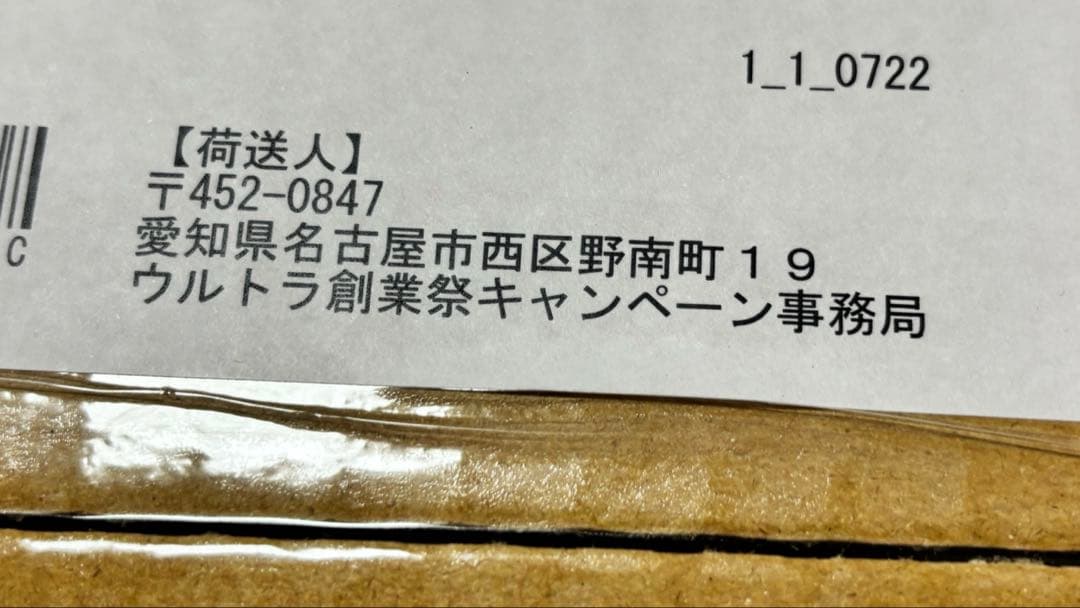 1_1_0722
【荷送人】
〒452-0847
愛知県名古屋市西区野南町１９
ウルトラ創業祭キャンペーン事務局
C